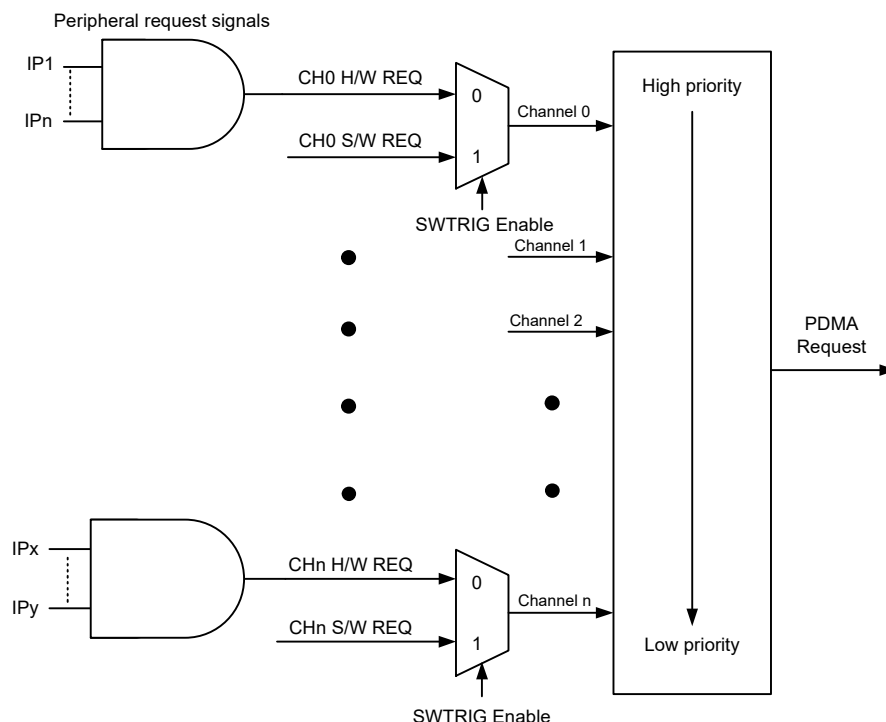 Peripheral request signals
IP1
IPn
CH0 H/W REQ
CH0 S/W REQ
0
1
SWTRIG Enable
Channel 0
Channel 1
Channel 2
High priority
Low priority
PDMA
Request
IPx
IPy
CHn H/W REQ
CHn S/W REQ
0
1
SWTRIG Enable
Channel n